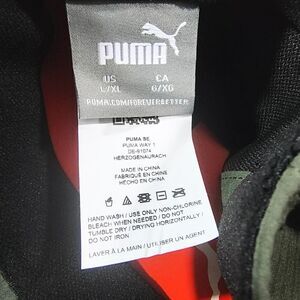 PUMA
US CA
L/XL G/XG
PUMA.COM/FOREVERBETTER
PUMA SE
PUMA WAY 1
DE-91074
HERZOGENAURACH
MADE IN CHINA
FABRIQUÉ EN CHINE
HECHO EN CHINA
HAND WASH / USE ONLY NON-CHLORINE
BLEACH WHEN NEEDED / DO NOT
TUMBLE DRY / DRYING HORIZONTALLY /
DO NOT IRON
LAVER À LA MAIN / UTILISER UN AGENT